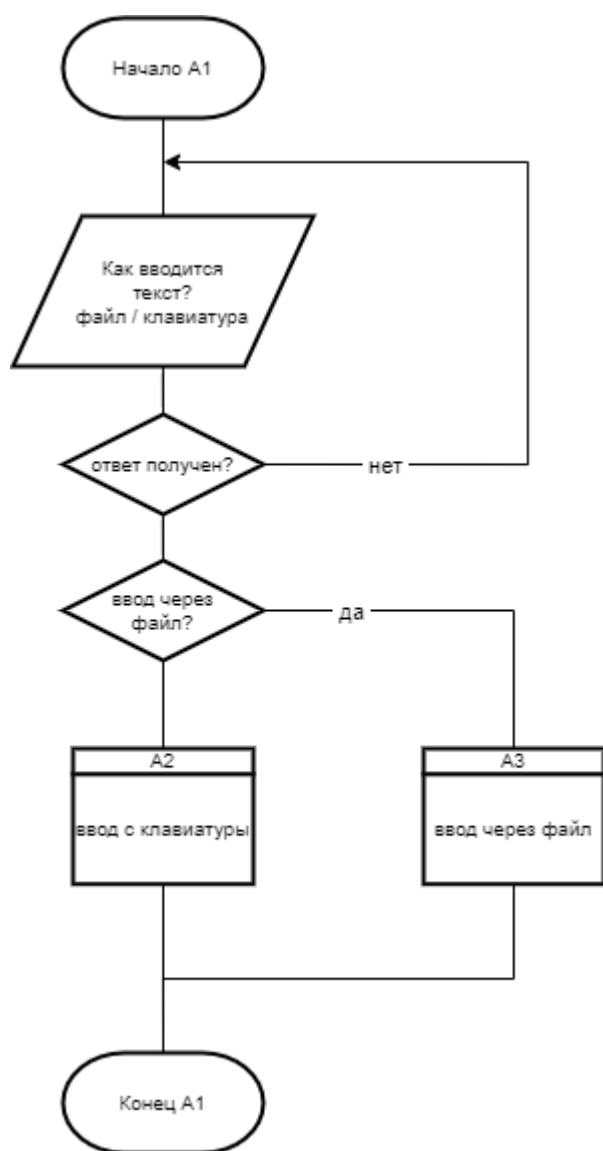 Начало А1
Как вводится
текст?
файл / клавиатура
ответ получен?
нет
ввод через
файл?
да
А2
А3
ввод с клавиатуры
ввод через файл
Конец А1